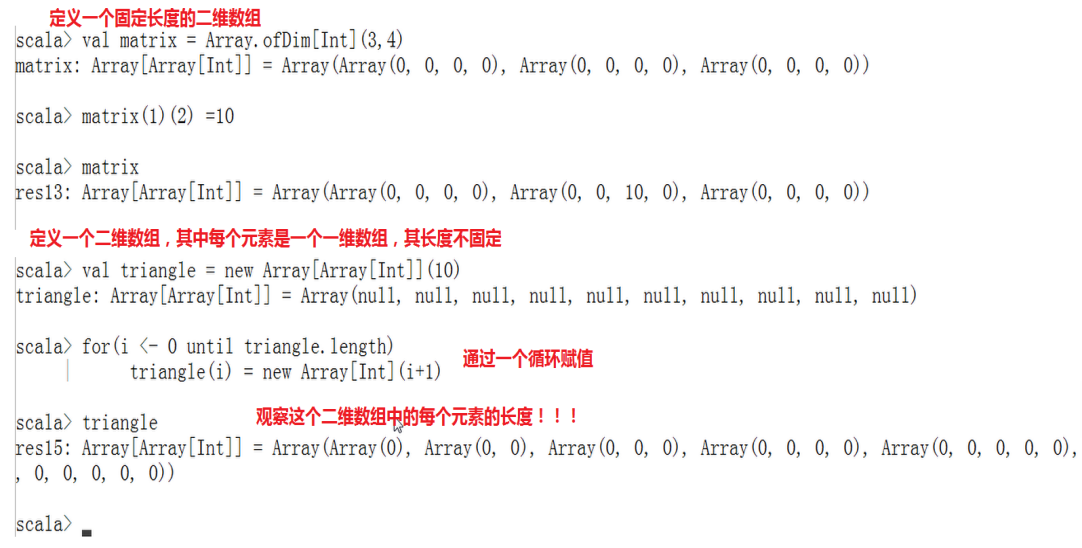 定义一个固定长度的二维数组
scala> val matrix = Array.ofDim[Int](3,4)
matrix: Array[Array[Int]] = Array(Array(0, 0, 0, 0), Array(0, 0, 0, 0), Array(0, 0, 0, 0))
scala> matrix(1)(2) =10
scala> matrix
res13: Array[Array[Int]] = Array(Array(0, 0, 0, 0), Array(0, 0, 10, 0), Array(0, 0, 0, 0))
定义一个二维数组，其中每个元素是一个一维数组，其长度不固定
scala> val triangle = new Array[Array[Int]](10)
triangle: Array[Array[Int]] = Array(null, null, null, null, null, null, null, null, null, null)
scala> for(i <- 0 until triangle.length)
| triangle(i) = new Array[Int](i+1)
通过一个循环赋值
scala> triangle
观察这个二维数组中的每个元素的长度！！！
res15: Array[Array[Int]] = Array(Array(0), Array(0, 0), Array(0, 0, 0), Array(0, 0, 0, 0), Array(0, 0, 0, 0, 0),
, 0, 0, 0, 0, 0))
scala>